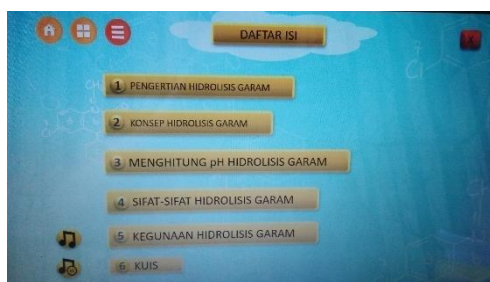 DAFTAR ISI
1 PENGERTIAN HIDROLISIS GARAM
2 KONSEP HIDROLISIS GARAM
3 MENGHITUNG pH HIDROLISIS GARAM
4 SIFAT-SIFAT HIDROLISIS GARAM
5 KEGUNAAN HIDROLISIS GARAM
6 KUIS